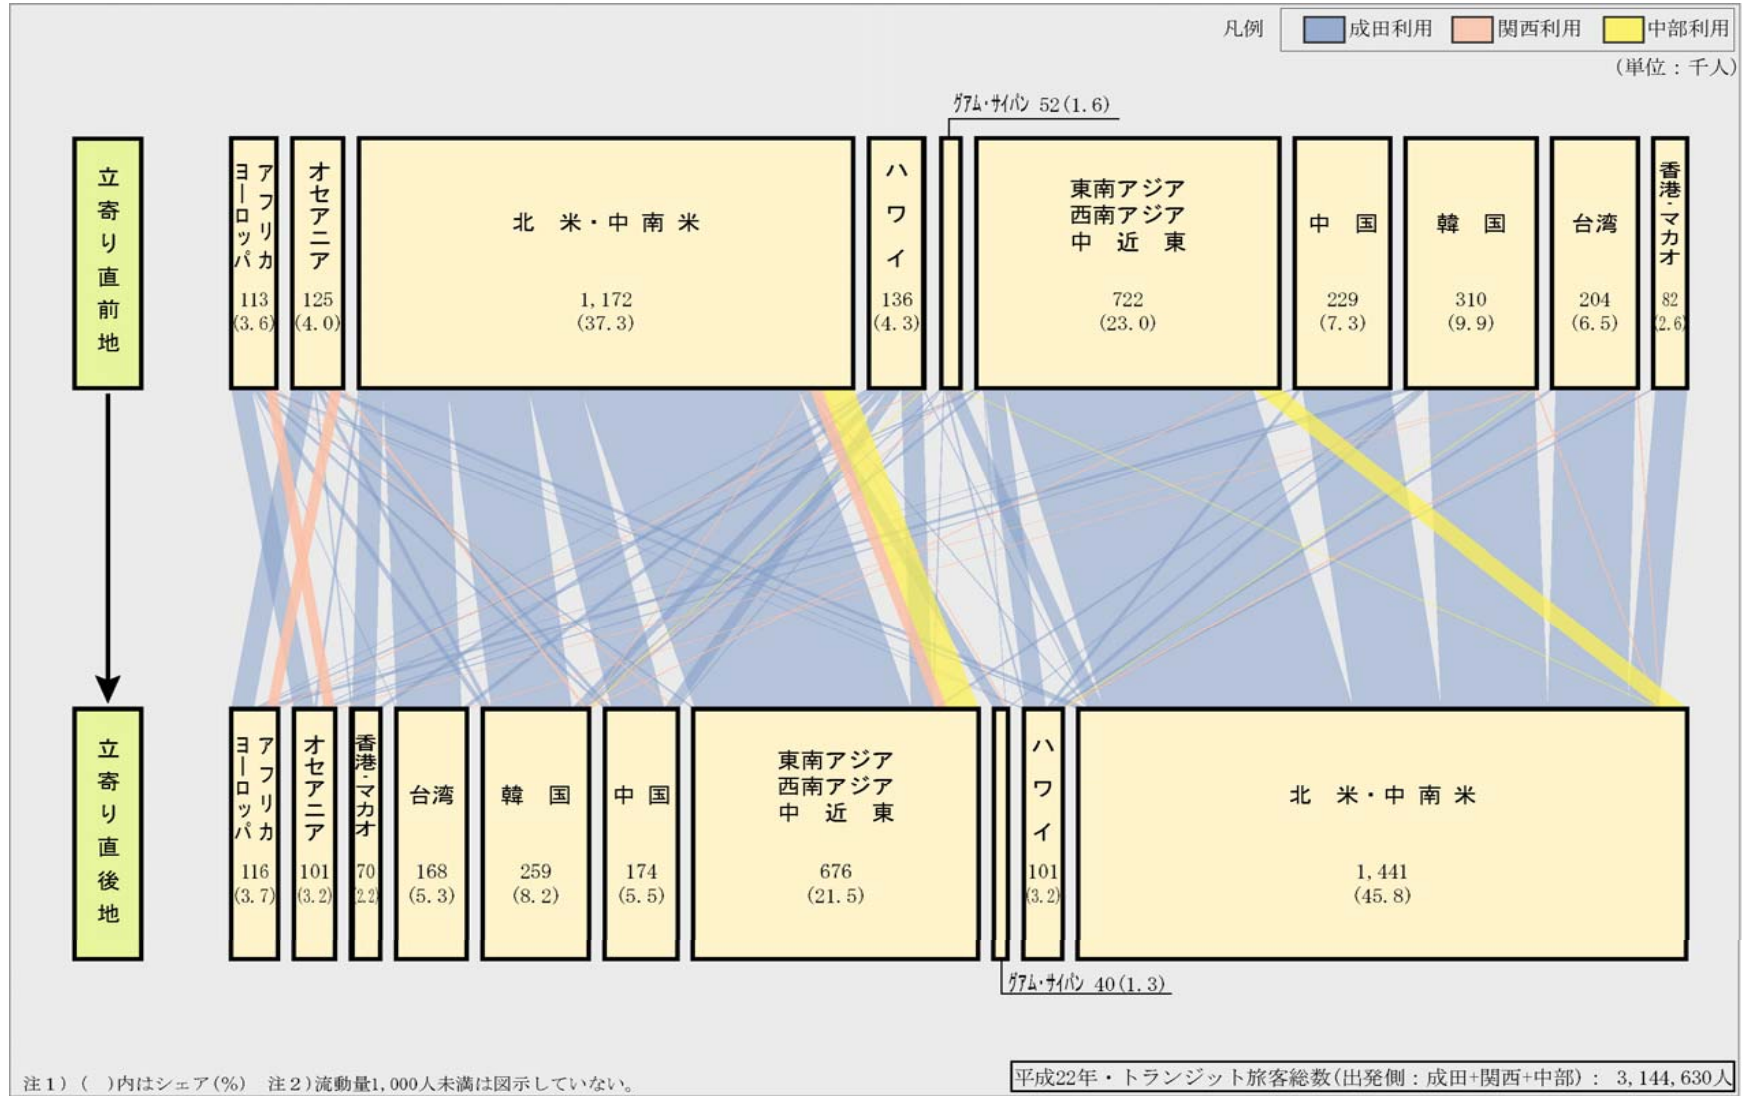 凡例 成田利用 関西利用 中部利用
(単位：千人)
グアム・サイパン 52(1.6)
立寄り直前地
アフリカ
ヨーロッパ
113
(3.6)
オセアニア
125
(4.0)
北米・中南米
1,172
(37.3)
ハワイ
136
(4.3)
東南アジア
西南アジア
中近東
722
(23.0)
中国
229
(7.3)
韓国
310
(9.9)
台湾
204
(6.5)
香港・マカオ
82
(2.6)
立寄り直後地
アフリカ
ヨーロッパ
116
(3.7)
オセアニア
101
(3.2)
香港・マカオ
70
(2.2)
台湾
168
(5.3)
韓国
259
(8.2)
中国
174
(5.5)
東南アジア
西南アジア
中近東
676
(21.5)
ハワイ
101
(3.2)
北米・中南米
1,441
(45.8)
グアム・サイパン 40(1.3)
注１）（　）内はシェア(%)　注２）流動量1,000人未満は図示していない。
平成22年・トランジット旅客総数(出発側：成田+関西+中部)： 3,144,630人